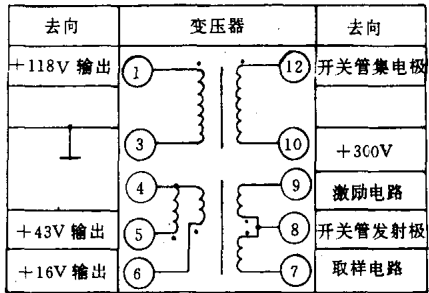 去向 变压器 去向
+118V 输出 1 12 开关管集电极
3 10 +300V
4 9 激励电路
+43V 输出 5 8 开关管发射极
+16V 输出 6 7 取样电路